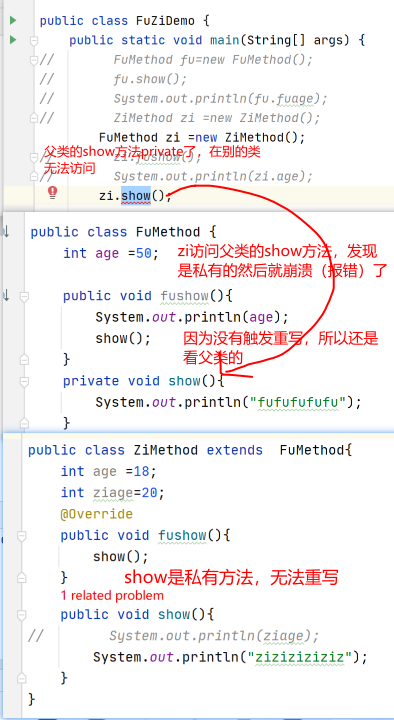 public class FuZiDemo {
public static void main(String[] args) {
// FuMethod fu=new FuMethod();
// fu.show();
// System.out.println(fu.fuage);
// ZiMethod zi =new ZiMethod();
FuMethod zi =new ZiMethod();
父类的show方法private了，在别的类
// zi.fushow();
无法访问
// System.out.println(zi.age);
zi.show();
public class FuMethod {
int age =50;
zi访问父类的show方法，发现
是私有的然后就崩溃（报错）了
public void fushow(){
System.out.println(age);
show();
因为没有触发重写，所以还是
看父类的
}
private void show(){
System.out.println("fufufufufu");
}
public class ZiMethod extends FuMethod{
int age =18;
int ziage=20;
@Override
public void fushow(){
show();
}
show是私有方法，无法重写
1 related problem
public void show(){
// System.out.println(ziage);
System.out.println("ziziziziziz");
}
}